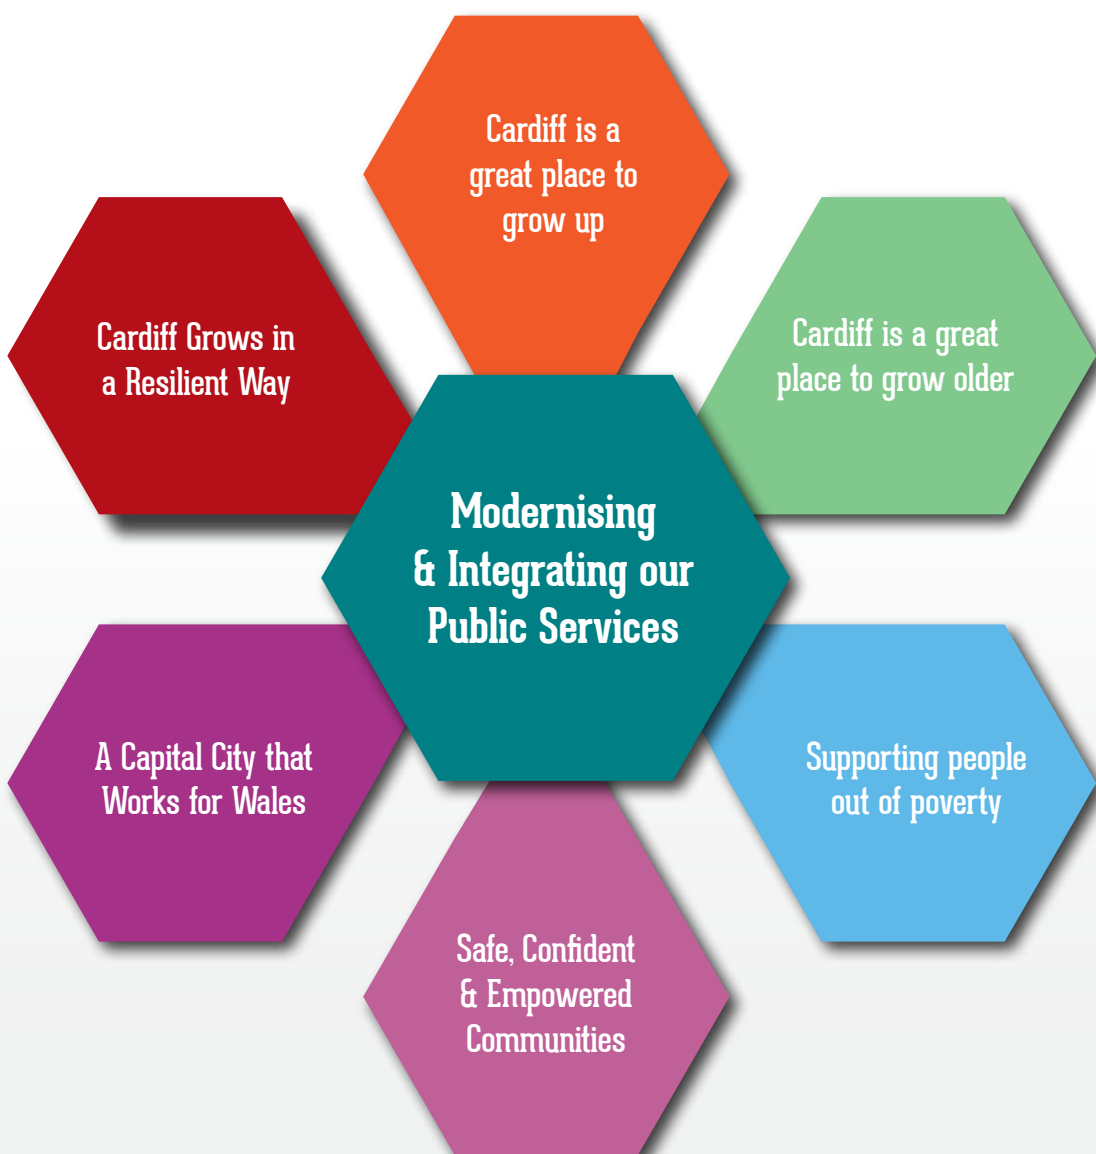 Cardiff is a
great place to
grow up
Cardiff Grows in
a Resilient Way
Cardiff is a great
place to grow older
Modernising
& Integrating our
Public Services
A Capital City that
Works for Wales
Supporting people
out of poverty
Safe, Confident
& Empowered
Communities